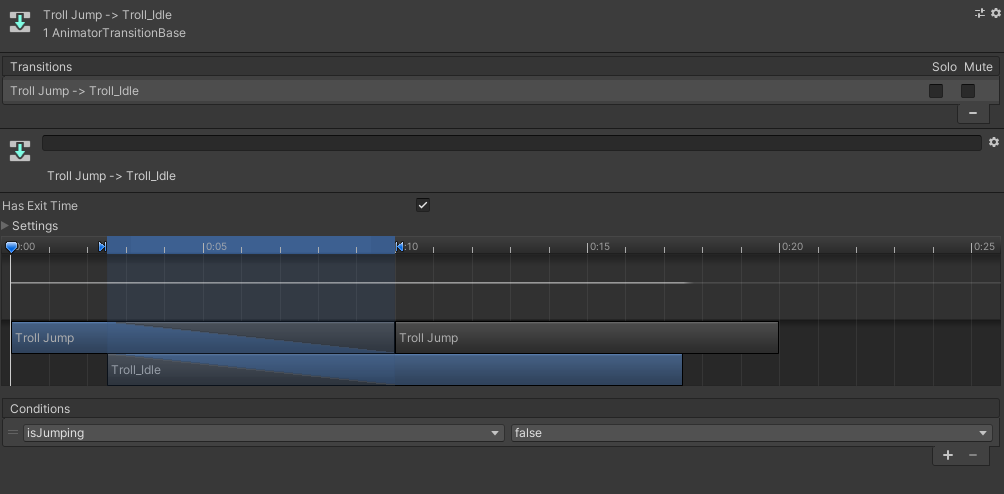 Troll Jump -> Troll_Idle
1 AnimatorTransitionBase
Transitions Solo Mute
Troll Jump -> Troll_Idle
Troll Jump -> Troll_Idle
Has Exit Time
Settings
0:00 0:05 0:10 0:15 0:20 0:25
Troll Jump Troll Jump
Troll_Idle
Conditions
isJumping false